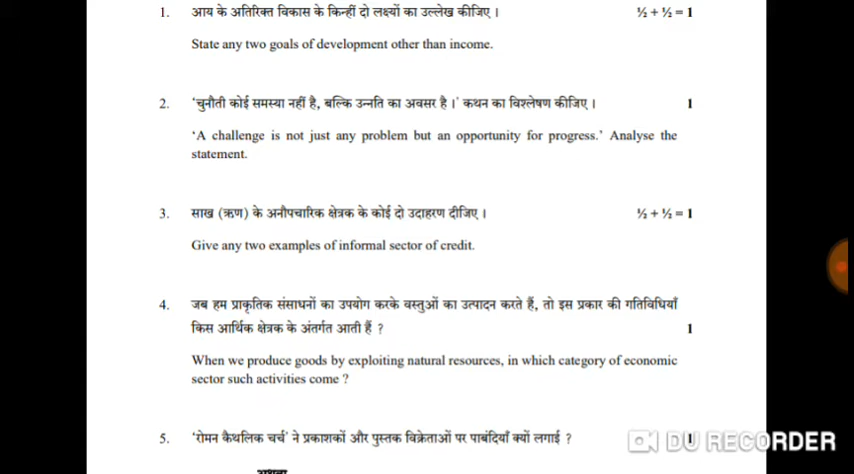 1. आय के अतिरिक्त विकास के किन्हीं दो लक्ष्यों का उल्लेख कीजिए । ½ + ½ = 1
State any two goals of development other than income.
2. ‘चुनौती कोई समस्या नहीं है, बल्कि उन्नति का अवसर है ।’ कथन का विश्लेषण कीजिए । 1
‘A challenge is not just any problem but an opportunity for progress.’ Analyse the
statement.
3. साख (ऋण) के अनौपचारिक क्षेत्रक के कोई दो उदाहरण दीजिए । ½ + ½ = 1
Give any two examples of informal sector of credit.
4. जब हम प्राकृतिक संसाधनों का उपयोग करके वस्तुओं का उत्पादन करते हैं, तो इस प्रकार की गतिविधियाँ
किस आर्थिक क्षेत्रक के अंतर्गत आती हैं ? 1
When we produce goods by exploiting natural resources, in which category of economic
sector such activities come ?
5. ‘रोमन कैथलिक चर्च’ ने प्रकाशकों और पुस्तक विक्रेताओं पर पाबंदियाँ क्यों लगाई ? 1
DU RECORDER
अथवा